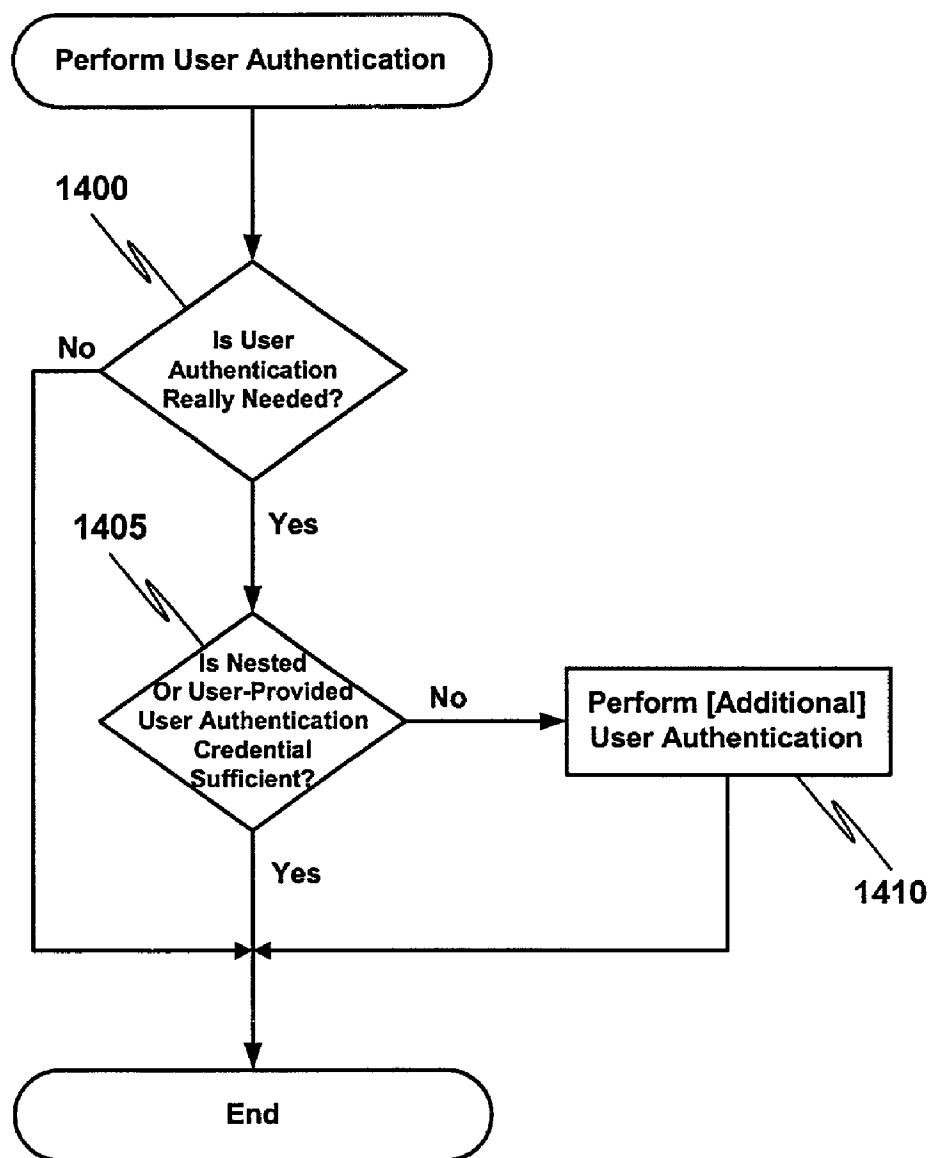 Perform User Authentication
1400
Is User
Authentication
Really Needed?
No
Yes
1405
Is Nested
Or User-Provided
User Authentication
Credential
Sufficient?
No
Perform [Additional]
User Authentication
1410
Yes
End